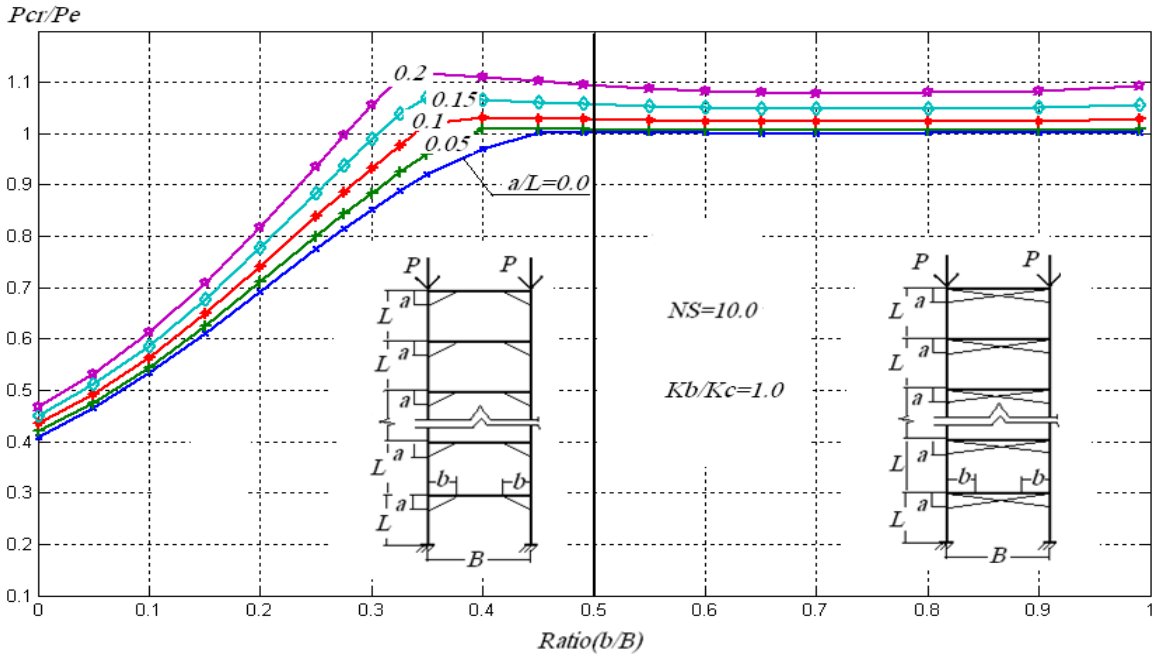 Pcr/Pe
1.1
1
0.9
0.8
0.7
0.6
0.5
0.4
0.3
0.2
0.1
0.2
0.15
0.1
0.05
a/L=0.0
P P
a L
a L
a L
a L
b b
a L
B
NS=10.0
Kb/Kc=1.0
P P
a L
a L
a L
a L
b b
a L
B
0 0.1 0.2 0.3 0.4 0.5 0.6 0.7 0.8 0.9 1
Ratio(b/B)